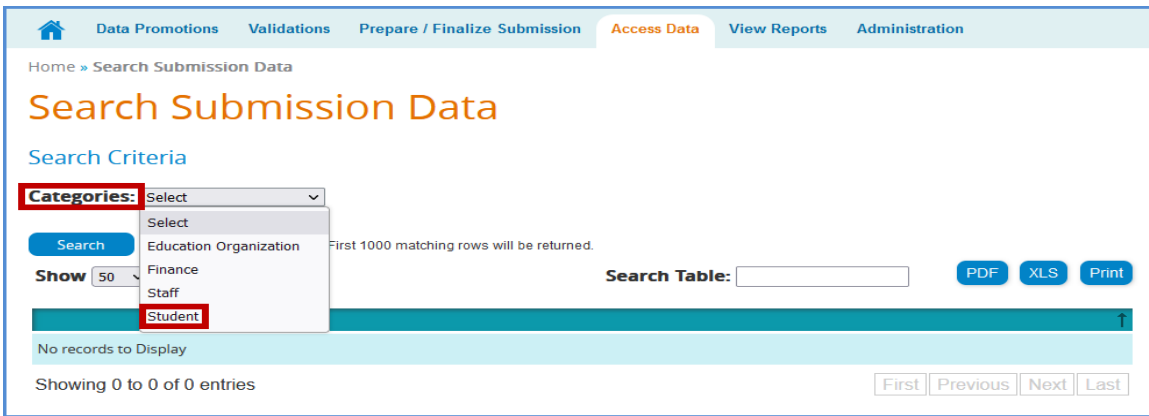 Data Promotions Validations Prepare / Finalize Submission Access Data View Reports Administration
Home » Search Submission Data
Search Submission Data
Search Criteria
Categories: Select
Select
Search Education Organization First 1000 matching rows will be returned.
Show 50 Finance Search Table: PDF XLS Print
Staff
Student
No records to Display
Showing 0 to 0 of 0 entries First Previous Next Last